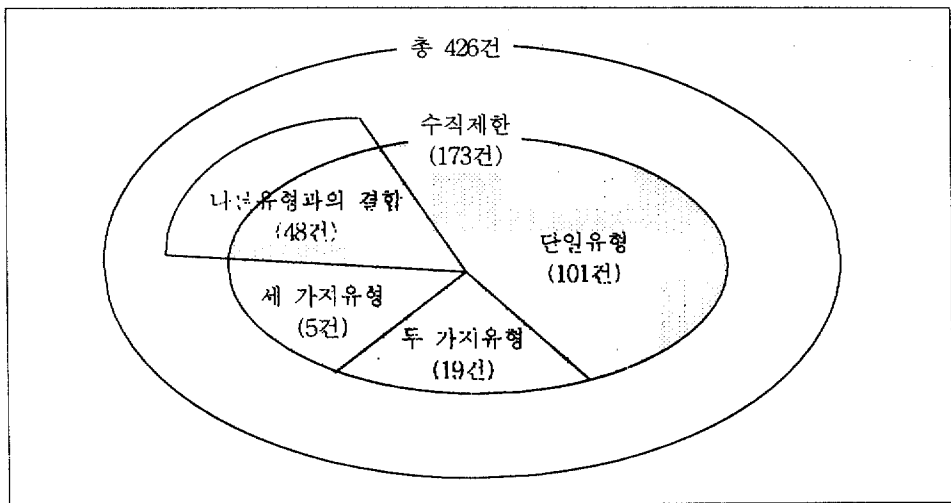 총 426건
수직제한
(173건)
유형과의 결합
(48건)
단일유형
(101건)
세 가지유형
(5건)
두 가지유형
(19건)